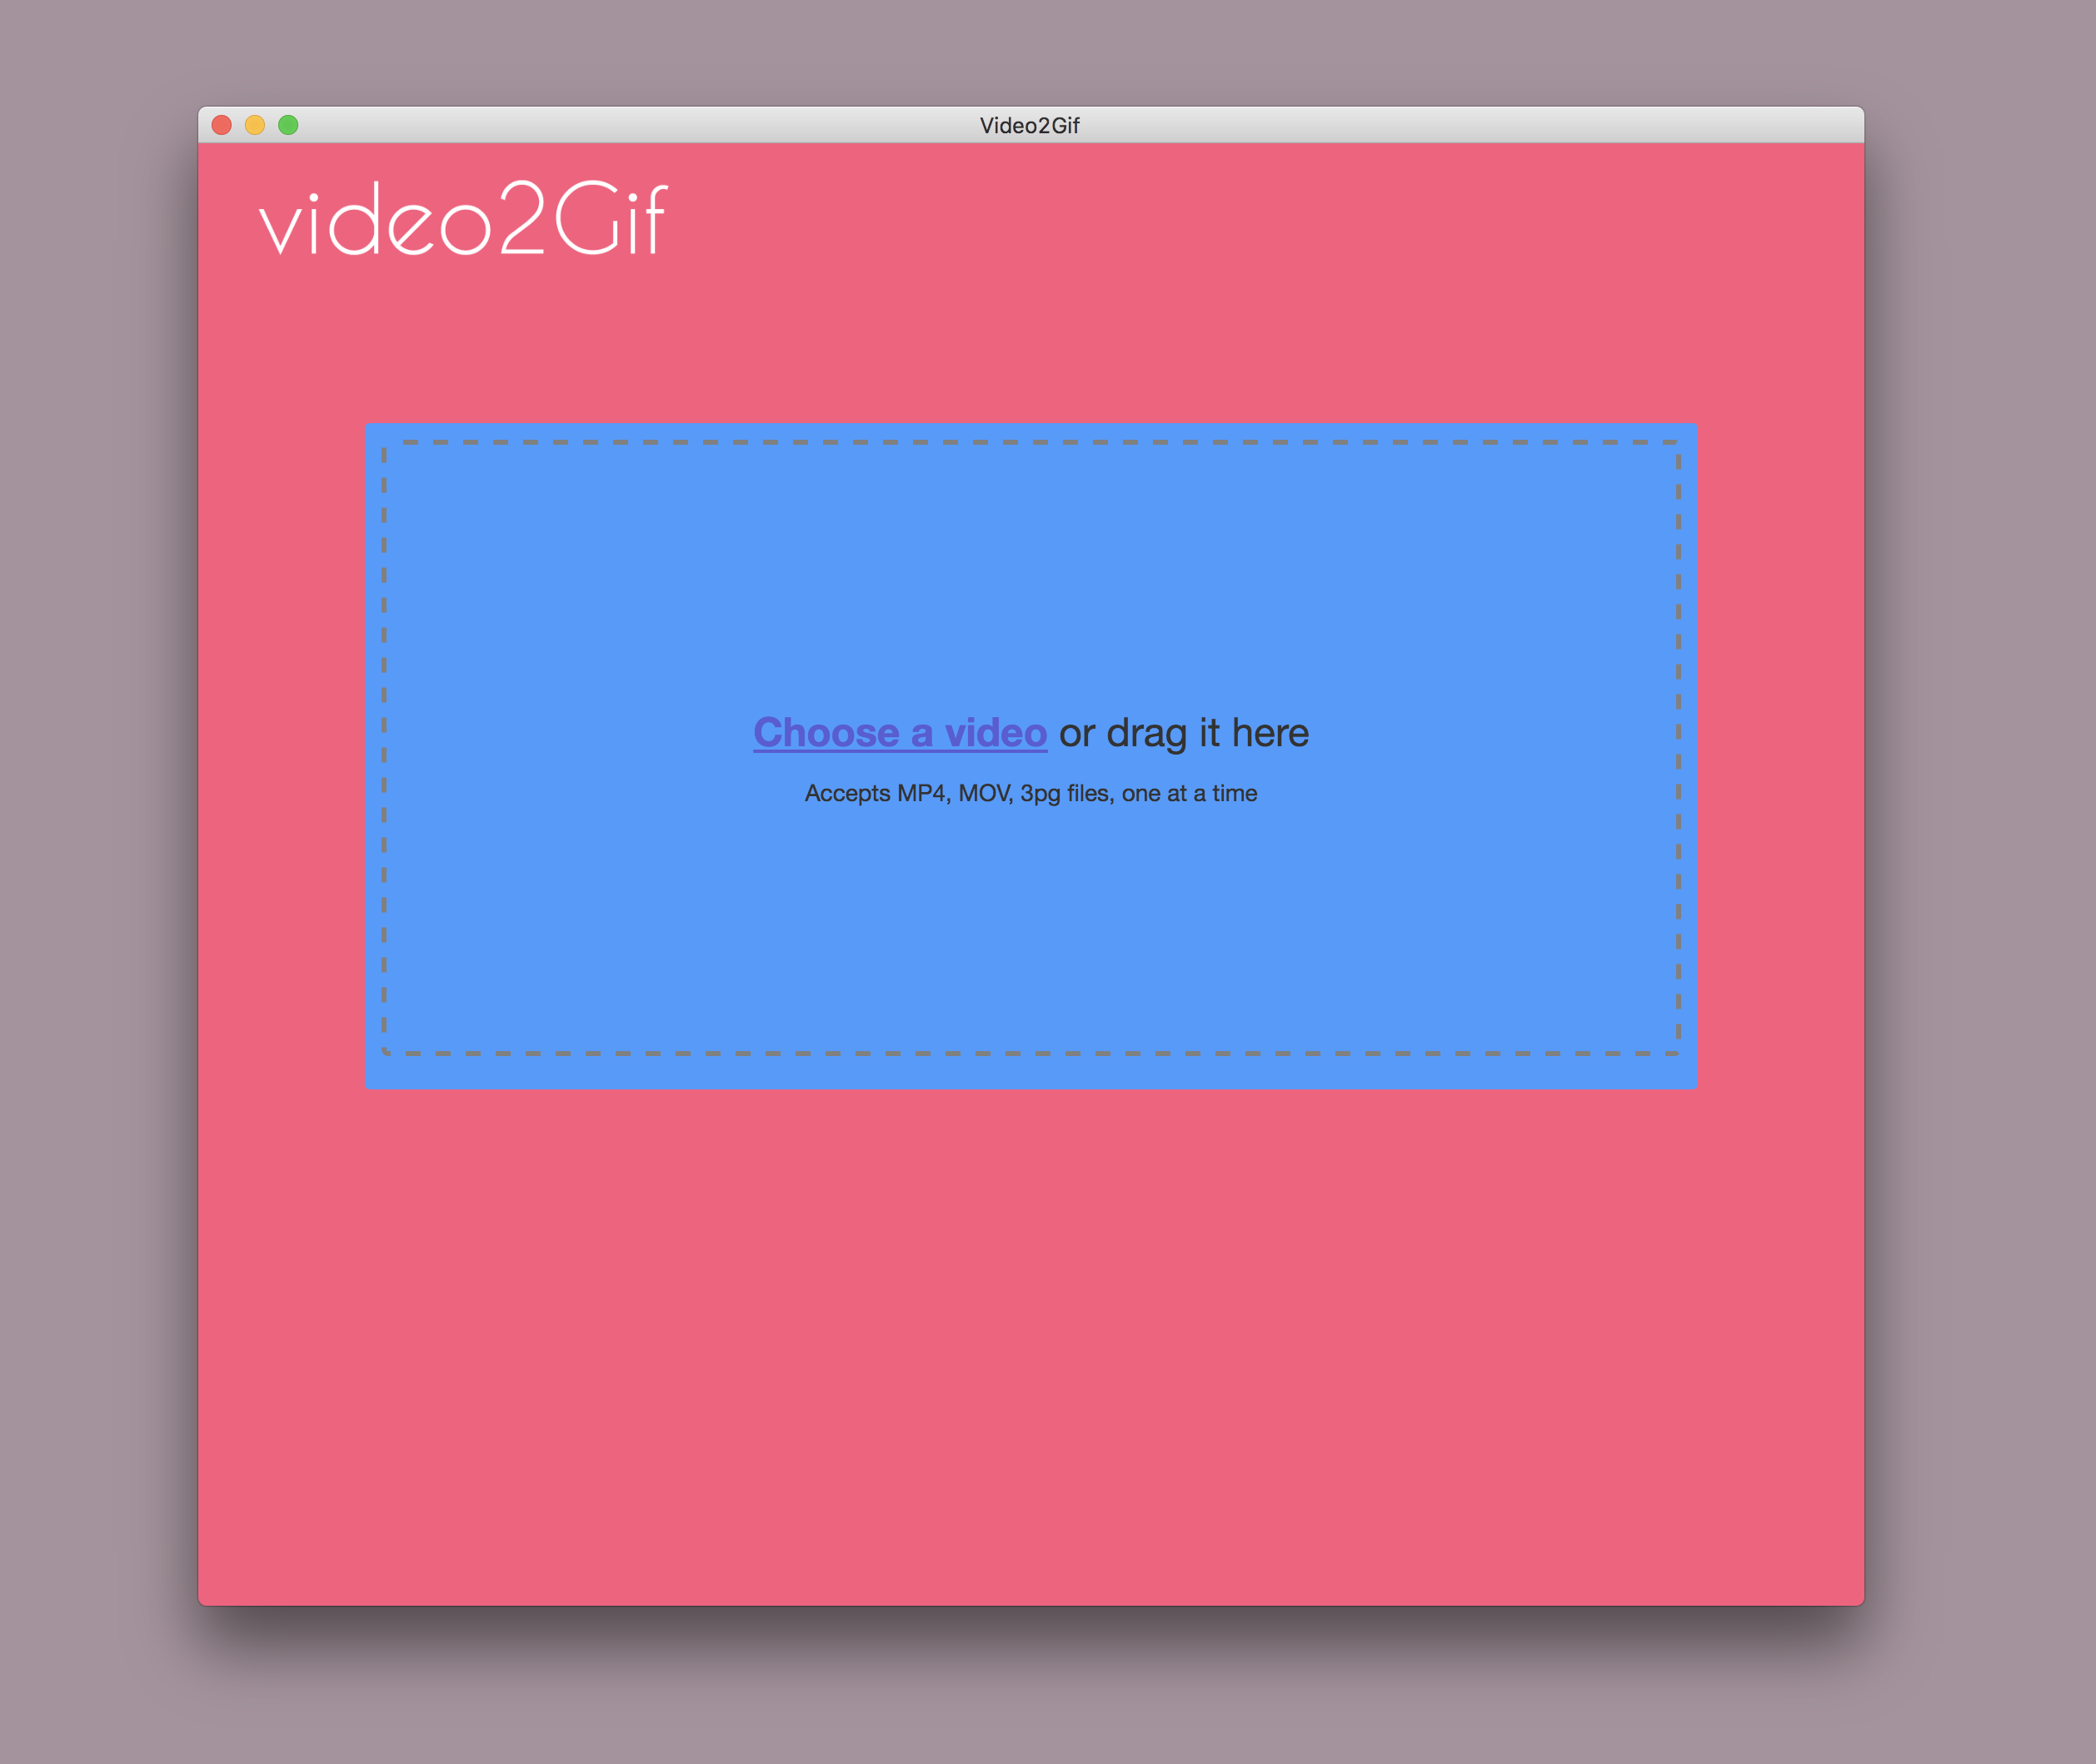 Video2Gif
video2Gif
Choose a video or drag it here
Accepts MP4, MOV, 3pg files, one at a time